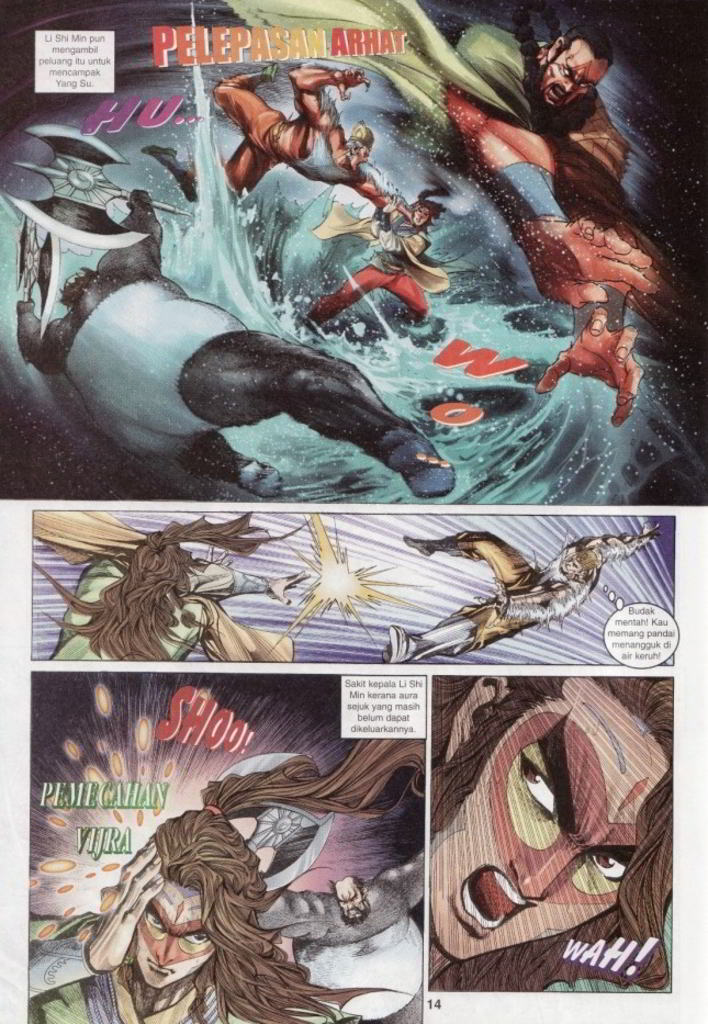 Li Shi Min pun
mengambil
peluang itu untuk
mencampak
Yang Su.
PELEPASAN ARHAT
HU...
WO
Budak
mentah! Kau
memang pandai
menangguk di
air keruh!
SHOO!
Sakit kepala Li Shi
Min kerana aura
sejuk yang masih
belum dapat
dikeluarkannya.
PEMECAHAN
VIJRA
WAH!
14